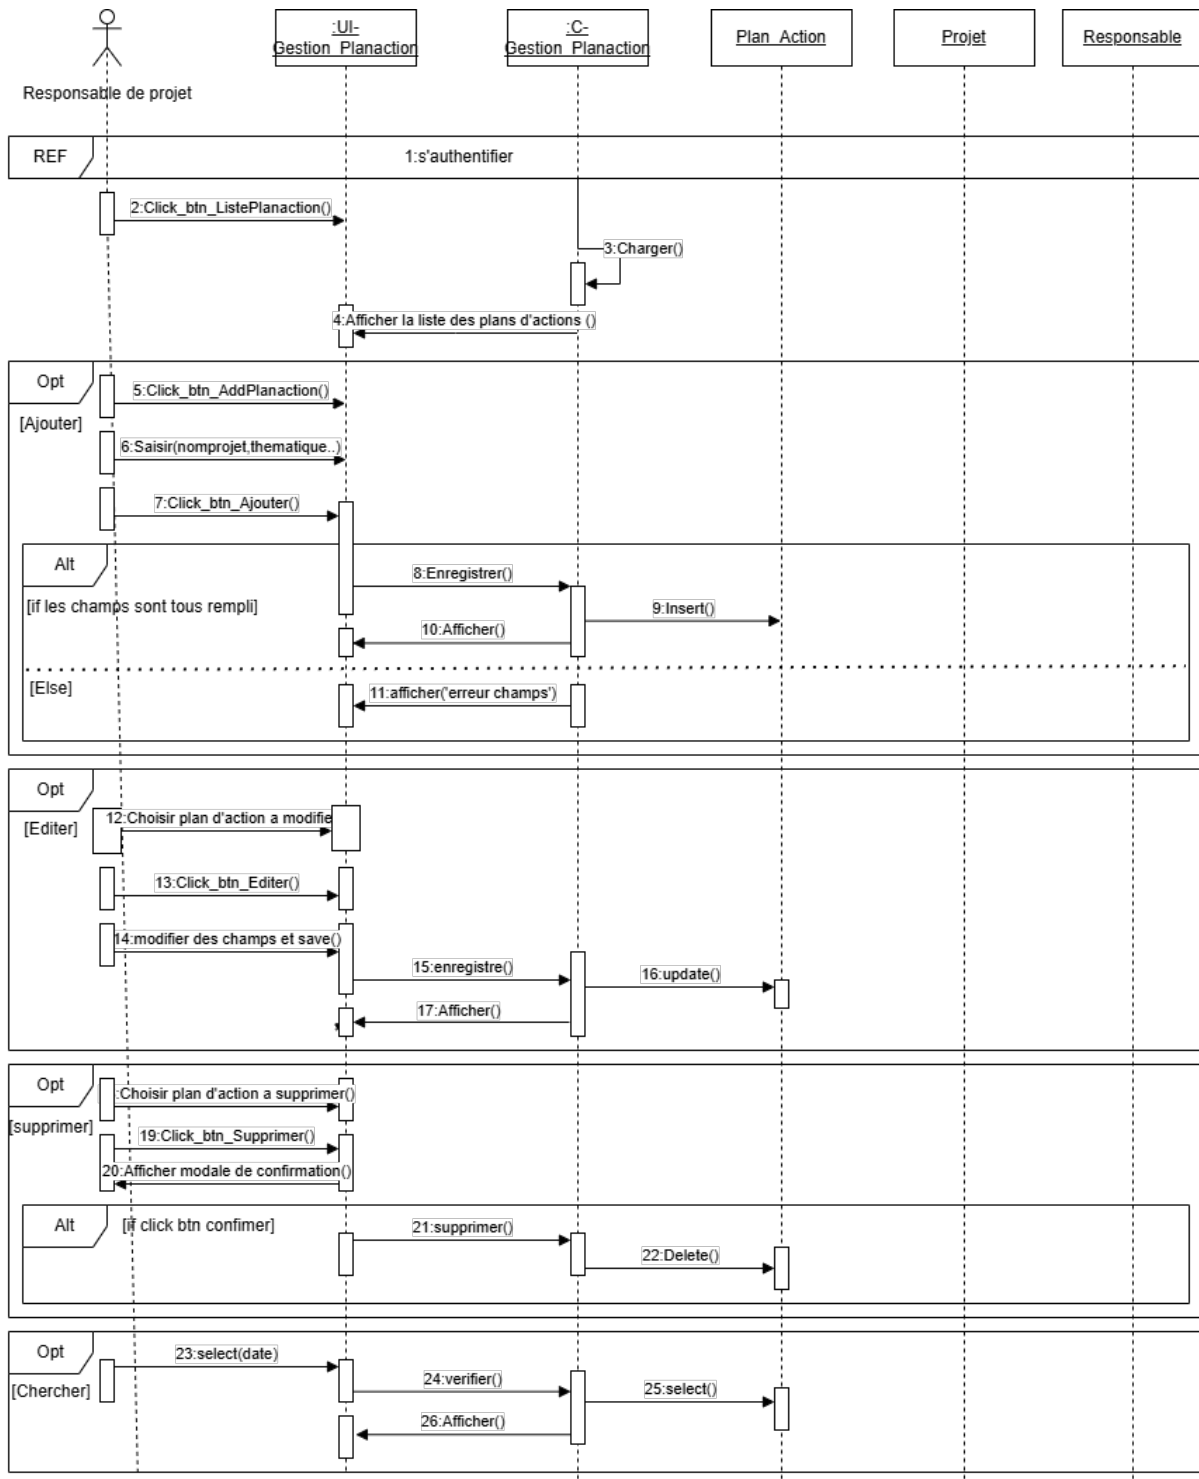 :UI-
Gestion_Planaction
:C-
Gestion_Planaction
Plan_Action
Projet
Responsable
Responsable de projet
REF
1:s'authentifier
2:Click_btn_ListePlanaction()
3:Charger()
4:Afficher la liste des plans d'actions ()
Opt
5:Click_btn_AddPlanaction()
[Ajouter]
6:Saisir(nomprojet,thematique..)
7:Click_btn_Ajouter()
Alt
8:Enregistrer()
[if les champs sont tous rempli]
9:Insert()
10:Afficher()
[Else]
11:afficher('erreur champs')
Opt
12:Choisir plan d'action a modifie
[Editer]
13:Click_btn_Editer()
14:modifier des champs et save()
15:enregistre()
16:update()
17:Afficher()
Opt
:Choisir plan d'action a supprimer()
[supprimer]
19:Click_btn_Supprimer()
20:Afficher modale de confirmation()
Alt
[if click btn confimer]
21:supprimer()
22:Delete()
Opt
23:select(date)
[Chercher]
24:verifier()
25:select()
26:Afficher()